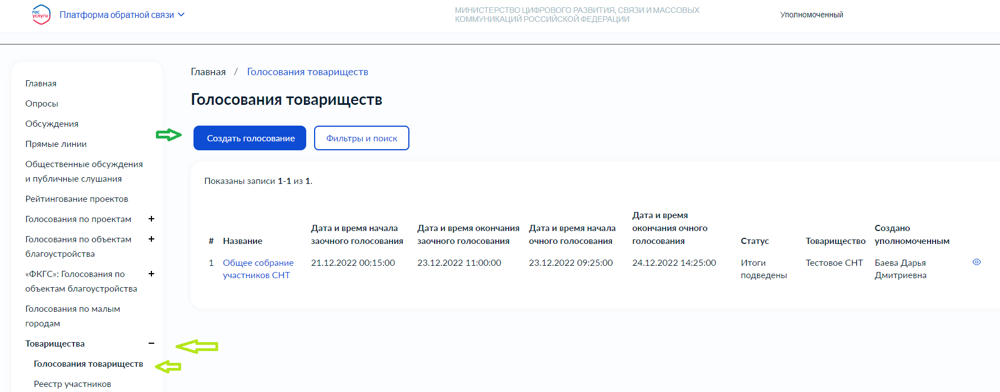 гос
услуги
Платформа обратной связи
МИНИСТЕРСТВО ЦИФРОВОГО РАЗВИТИЯ, СВЯЗИ И МАССОВЫХ
КОММУНИКАЦИЙ РОССИЙСКОЙ ФЕДЕРАЦИИ
Уполномоченный
Главная
Опросы
Обсуждения
Прямые линии
Общественные обсуждения
и публичные слушания
Рейтингование проектов
Голосования по проектам +
Голосования по объектам +
благоустройства
«ФКГС»: Голосования по +
объектам благоустройства
Голосования по малым
городам
Товарищества −
Голосования товариществ
Реестр участников
Главная / Голосования товариществ
Голосования товариществ
Создать голосование
Фильтры и поиск
Показаны записи 1-1 из 1.
#
Название
Дата и время начала
заочного голосования
Дата и время окончания
заочного голосования
Дата и время начала
очного голосования
Дата и время
окончания очного
голосования
Статус
Товарищество
Создано
уполномоченным
1
Общее собрание
участников СНТ
21.12.2022 00:15:00
23.12.2022 11:00:00
23.12.2022 09:25:00
24.12.2022 14:25:00
Итоги
подведены
Тестовое СНТ
Баева Дарья
Дмитриевна